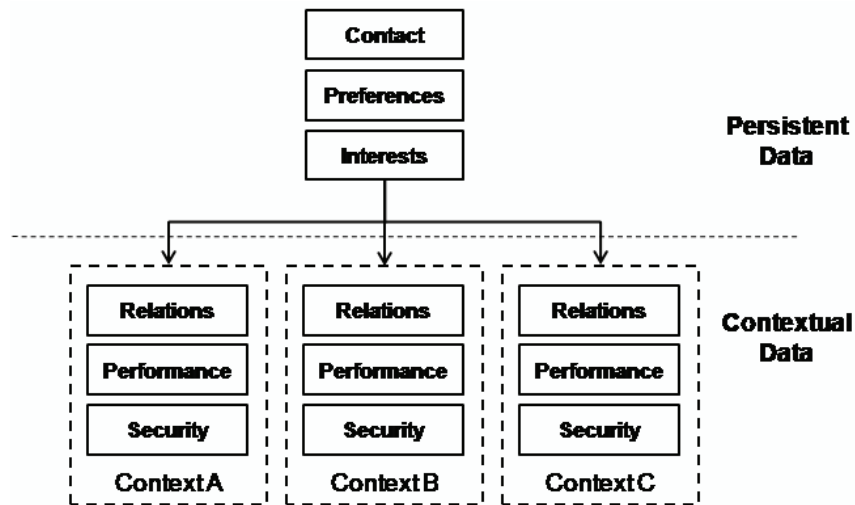 Contact
Preferences
Interests
Persistent
Data
Relations
Performance
Security
Context A
Relations
Performance
Security
Context B
Relations
Performance
Security
Context C
Contextual
Data